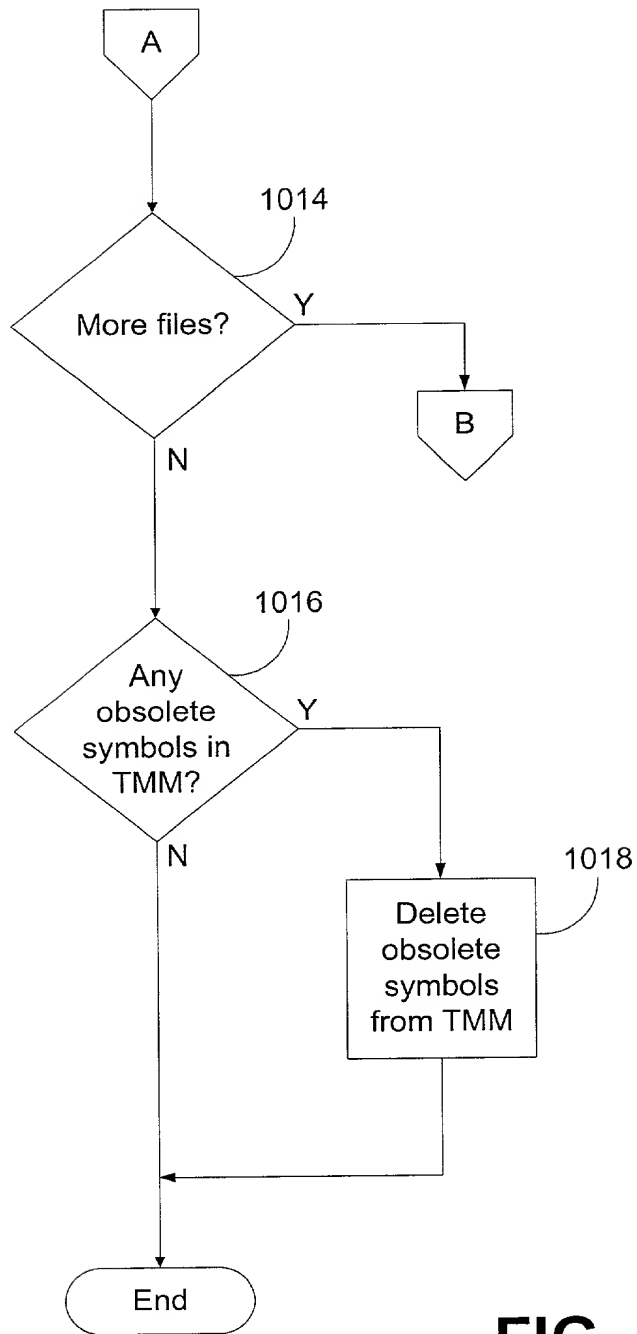 A
1014
More files?
Y
B
N
1016
Any
obsolete
symbols in
TMM?
Y
N
1018
Delete
obsolete
symbols
from TMM
End
FIG